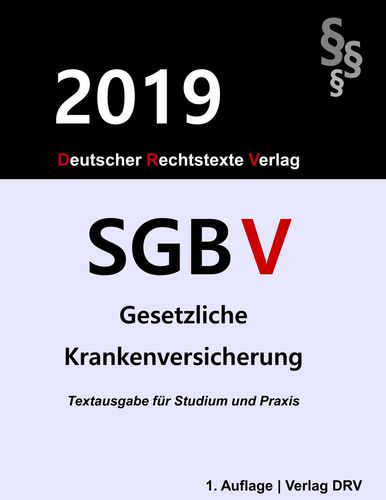 §
§
§
2019
Deutscher Rechtstexte Verlag
SGB V
Gesetzliche
Krankenversicherung
Textausgabe für Studium und Praxis
1. Auflage | Verlag DRV